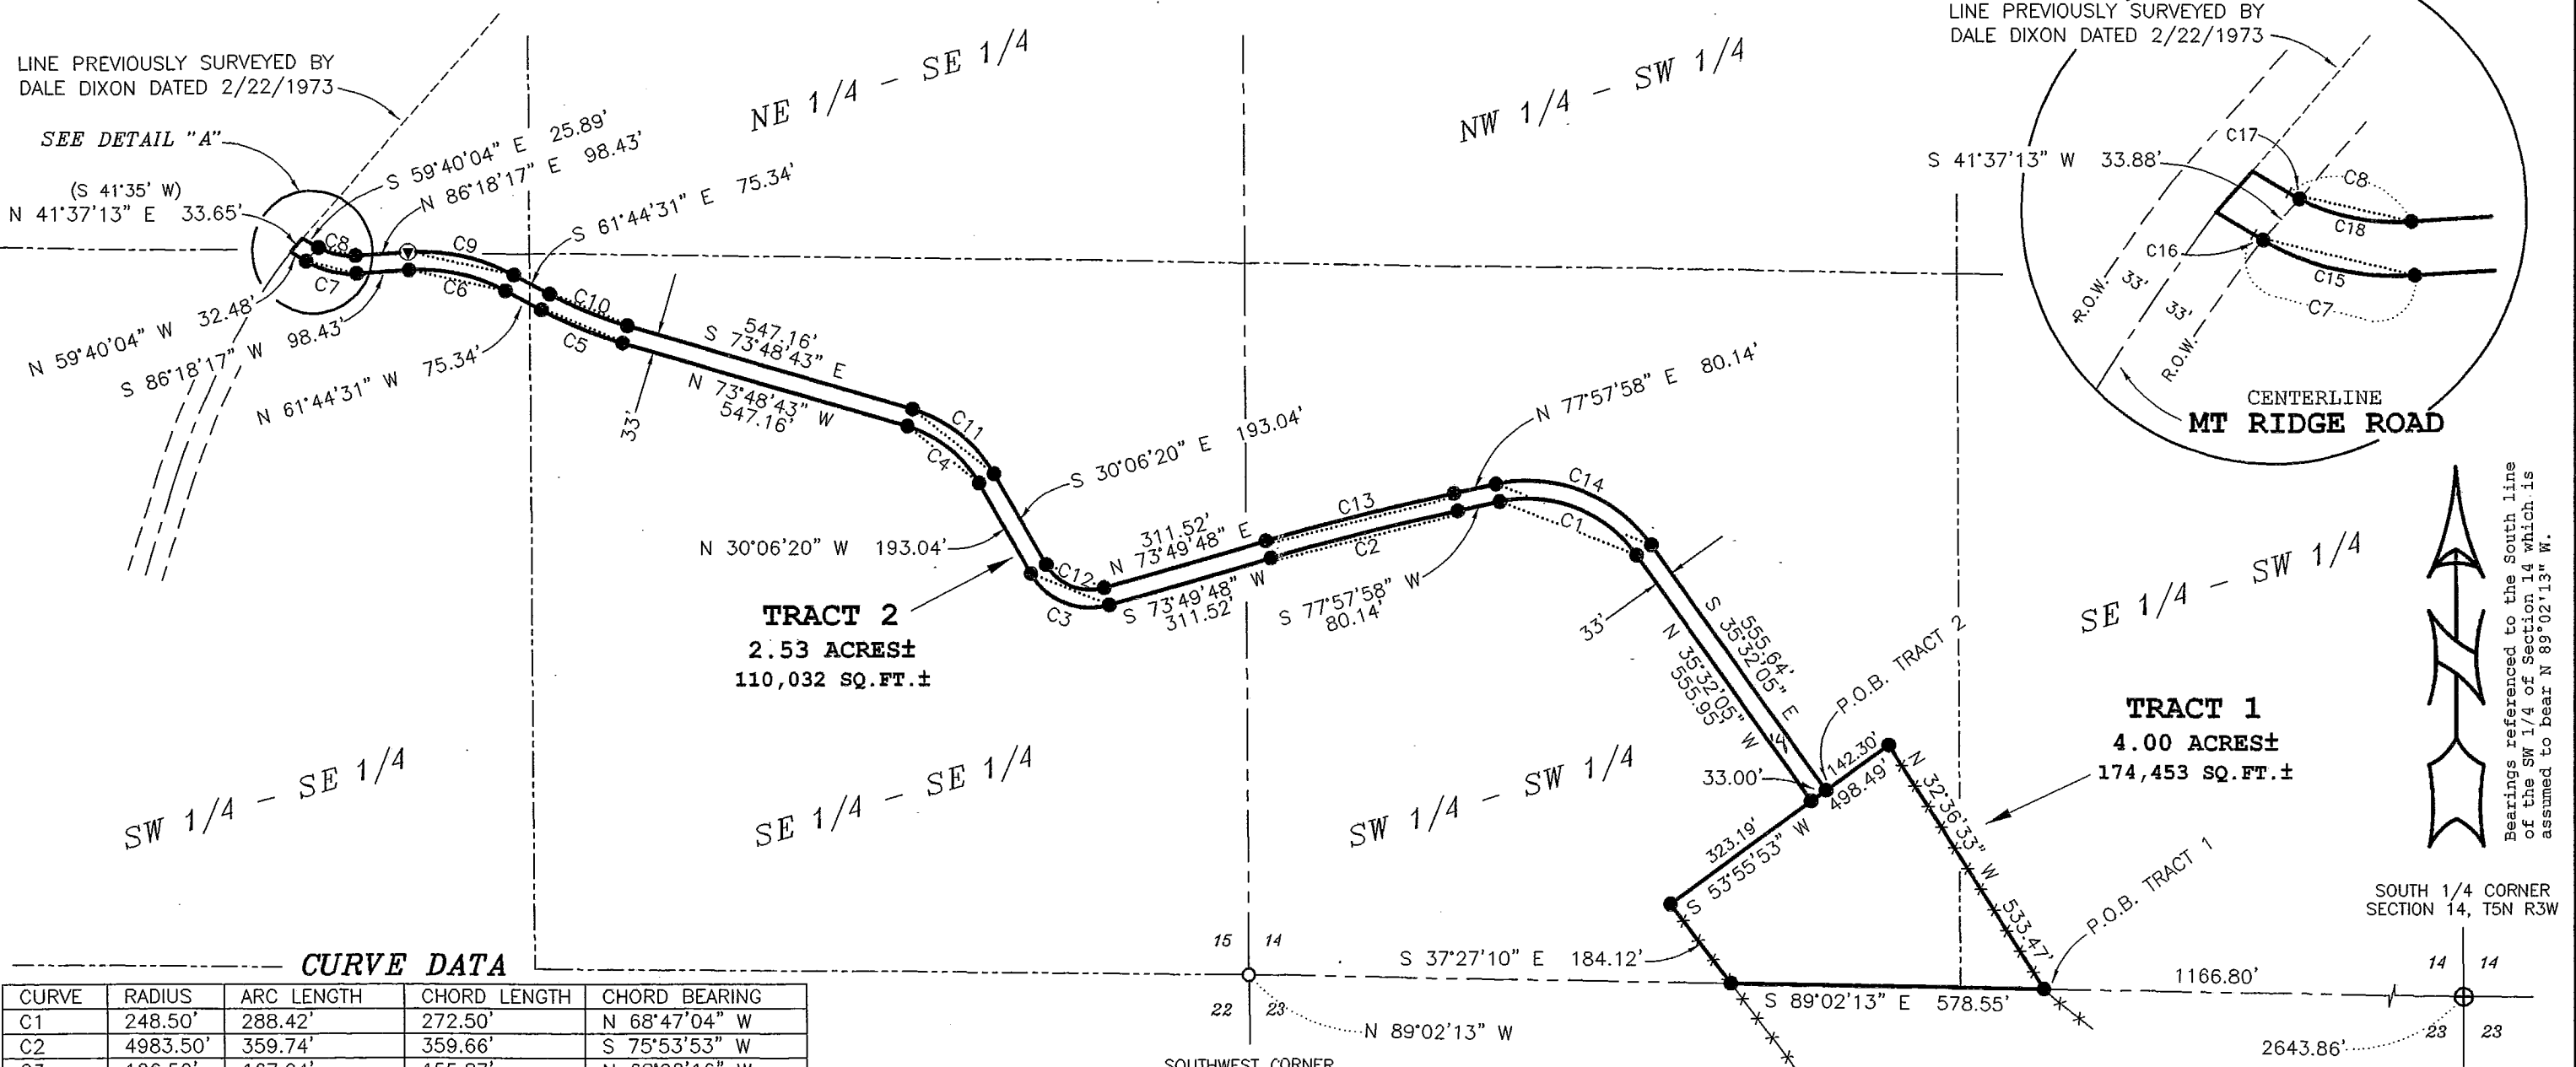 LINE PREVIOUSLY SURVEYED BY
DALE DIXON DATED 2/22/1973
SEE DETAIL "A"
(S 41°35' W)
N 41°37'13" E 33.65'
S 59°40'04" E 25.89'
N 86°18'17" E 98.43'
S 61°44'31" E 75.34'
NE 1/4 - SE 1/4
NW 1/4 - SW 1/4
LINE PREVIOUSLY SURVEYED BY
DALE DIXON DATED 2/22/1973
C17
S 41°37'13" W 33.88'
C8
C18
C16
C15
C7
R.O.W.
33'
33'
R.O.W.
CENTERLINE
MT RIDGE ROAD
C8
C9
C7
C6
C10
C5
N 59°40'04" W 32.48'
S 86°18'17" W 98.43'
N 61°44'31" W 75.34'
547.16'
S 73°48'43" E
N 73°48'43" W
547.16'
33'
C11
C4
S 30°06'20" E 193.04'
N 30°06'20" W 193.04'
C12
C3
311.52'
N 73°49'48" E
S 73°49'48" W
311.52'
C13
C2
N 77°57'58" E 80.14'
S 77°57'58" W
80.14'
C14
C1
33'
555.64'
S 35°32'05" E
N 35°32'05" W
555.95'
TRACT 2
2.53 ACRES±
110,032 SQ.FT.±
SE 1/4 - SW 1/4
P.O.B. TRACT 2
TRACT 1
4.00 ACRES±
174,453 SQ.FT.±
Bearings referenced to the South line
of the SW 1/4 of Section 14 which is
assumed to bear N 89°02'13" W.
N
SW 1/4 - SE 1/4
SE 1/4 - SE 1/4
SW 1/4 - SW 1/4
33.00'
142.30'
498.49'
323.19'
S 53°55'53" W
N 32°36'33" W 533.47'
P.O.B. TRACT 1
SOUTH 1/4 CORNER
SECTION 14, T5N R3W
S 37°27'10" E 184.12'
S 89°02'13" E 578.55'
1166.80'
15 14
22 23
14 14
23 23
N 89°02'13" W
2643.86'
SOUTHWEST CORNER
CURVE DATA
CURVE RADIUS ARC LENGTH CHORD LENGTH CHORD BEARING
C1 248.50' 288.42' 272.50' N 68°47'04" W
C2 4983.50' 359.74' 359.66' S 75°53'53" W